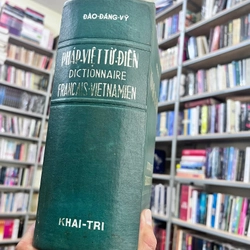 ĐÀO-ĐĂNG-VỸ
PHÁP-VIỆT TỪ-ĐIỂN
DICTIONNAIRE
FRANÇAIS-VIETNAMIEN
KHAI-TRI